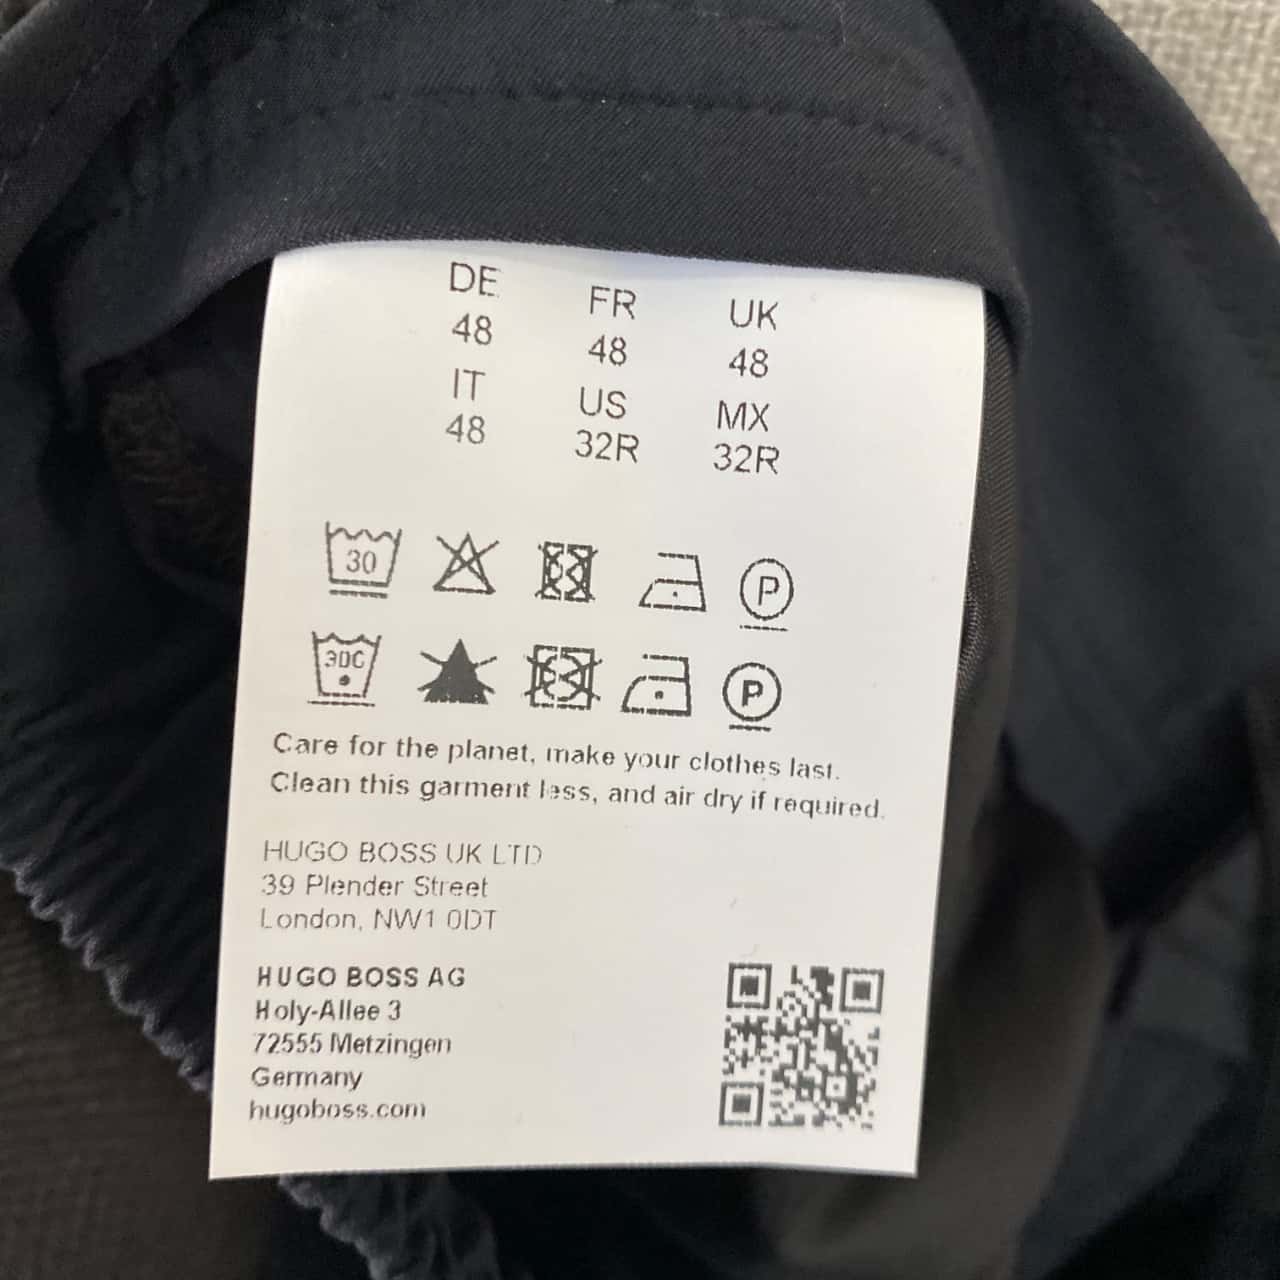 DE FR UK
48 48 48
IT US MX
48 32R 32R
30 P
30C P
Care for the planet, make your clothes last.
Clean this garment less, and air dry if required.
HUGO BOSS UK LTD
39 Plender Street
London, NW1 0DT
HUGO BOSS AG
Holy-Allee 3
72555 Metzingen
Germany
hugoboss.com